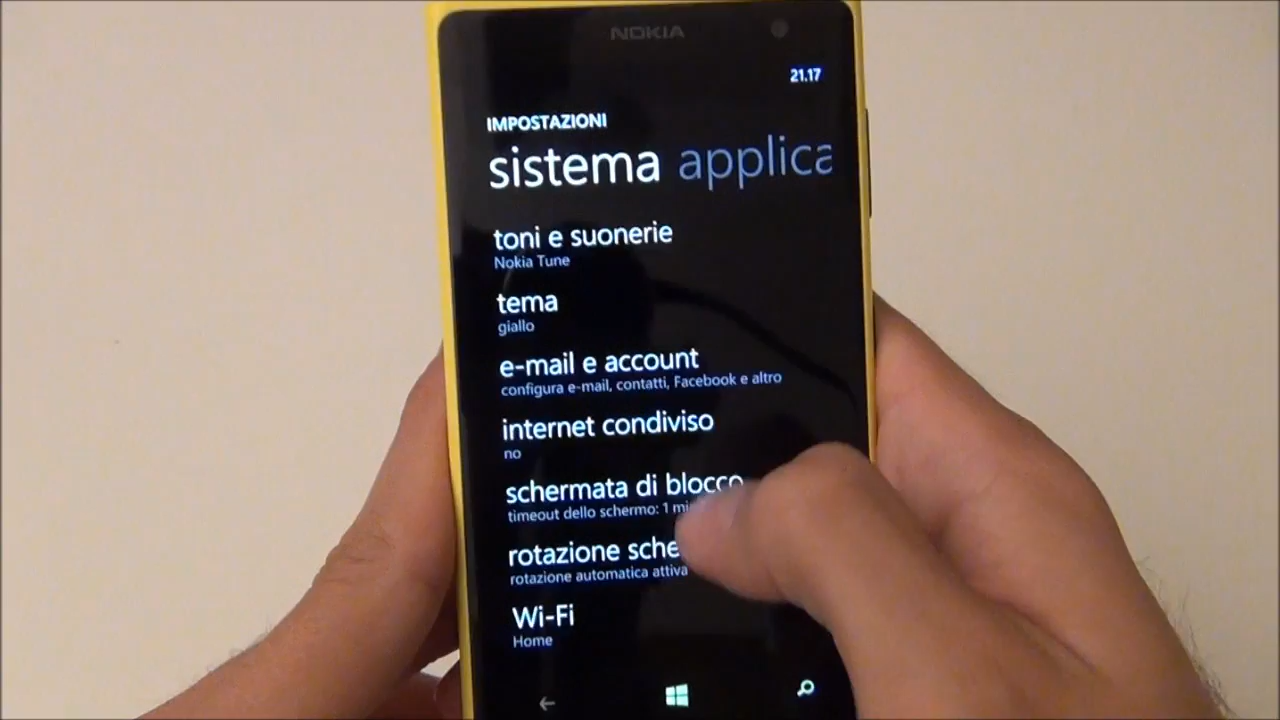 NOKIA
21.17
IMPOSTAZIONI
sistema applica
toni e suonerie
Nokia Tune
tema
giallo
e-mail e account
configura e-mail, contatti, Facebook e altro
internet condiviso
no
schermata di blocco
timeout dello schermo: 1
rotazione sche
rotazione automatica attiva
Wi-Fi
Home